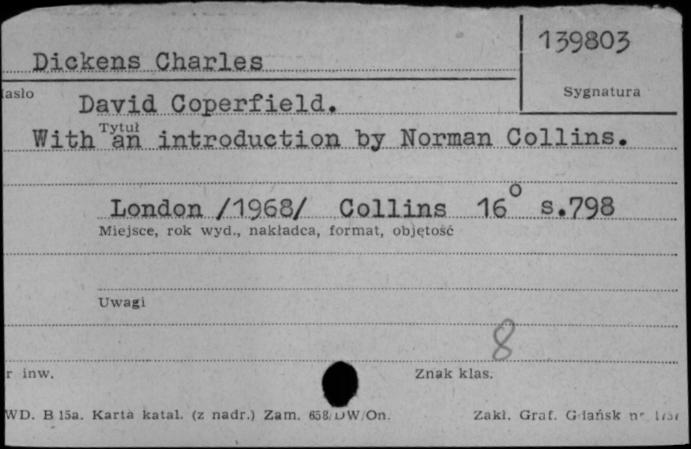 139803
Dickens Charles
Sygnatura
David Coperfield.
Tytuł
With an introduction by Norman Collins.
London /1968/ Collins 16° s.798
Miejsce, rok wyd., nakładca, format, objętość
Uwagi
8
inw.
Znak klas.
WD. B 15a. Karta katal. (z nadr.) Zam. 658/DW/On. Zakł. Graf. Gdańsk